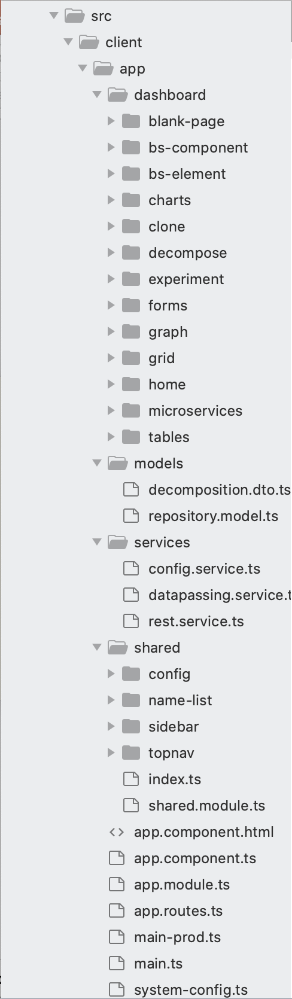 src
client
app
dashboard
blank-page
bs-component
bs-element
charts
clone
decompose
experiment
forms
graph
grid
home
microservices
tables
models
decomposition.dto.ts
repository.model.ts
services
config.service.ts
datapassing.service.t
rest.service.ts
shared
config
name-list
sidebar
topnav
index.ts
shared.module.ts
app.component.html
app.component.ts
app.module.ts
app.routes.ts
main-prod.ts
main.ts
system-config.ts